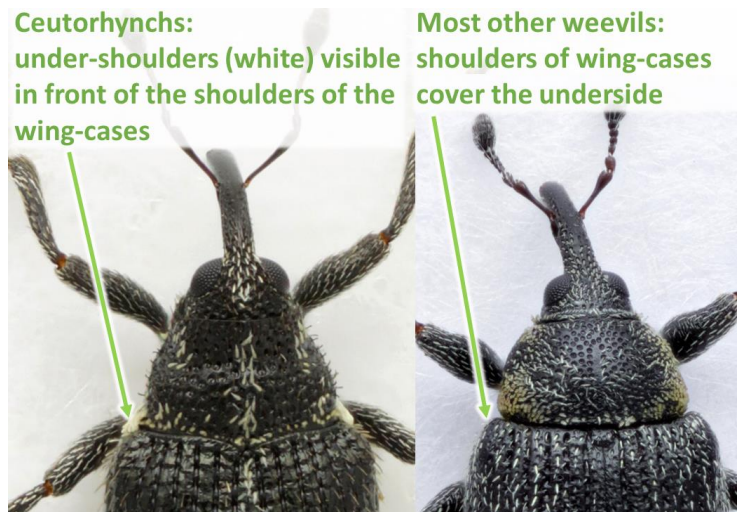 Ceutorhynchs:
under-shoulders (white) visible
in front of the shoulders of the
wing-cases
Most other weevils:
shoulders of wing-cases
cover the underside